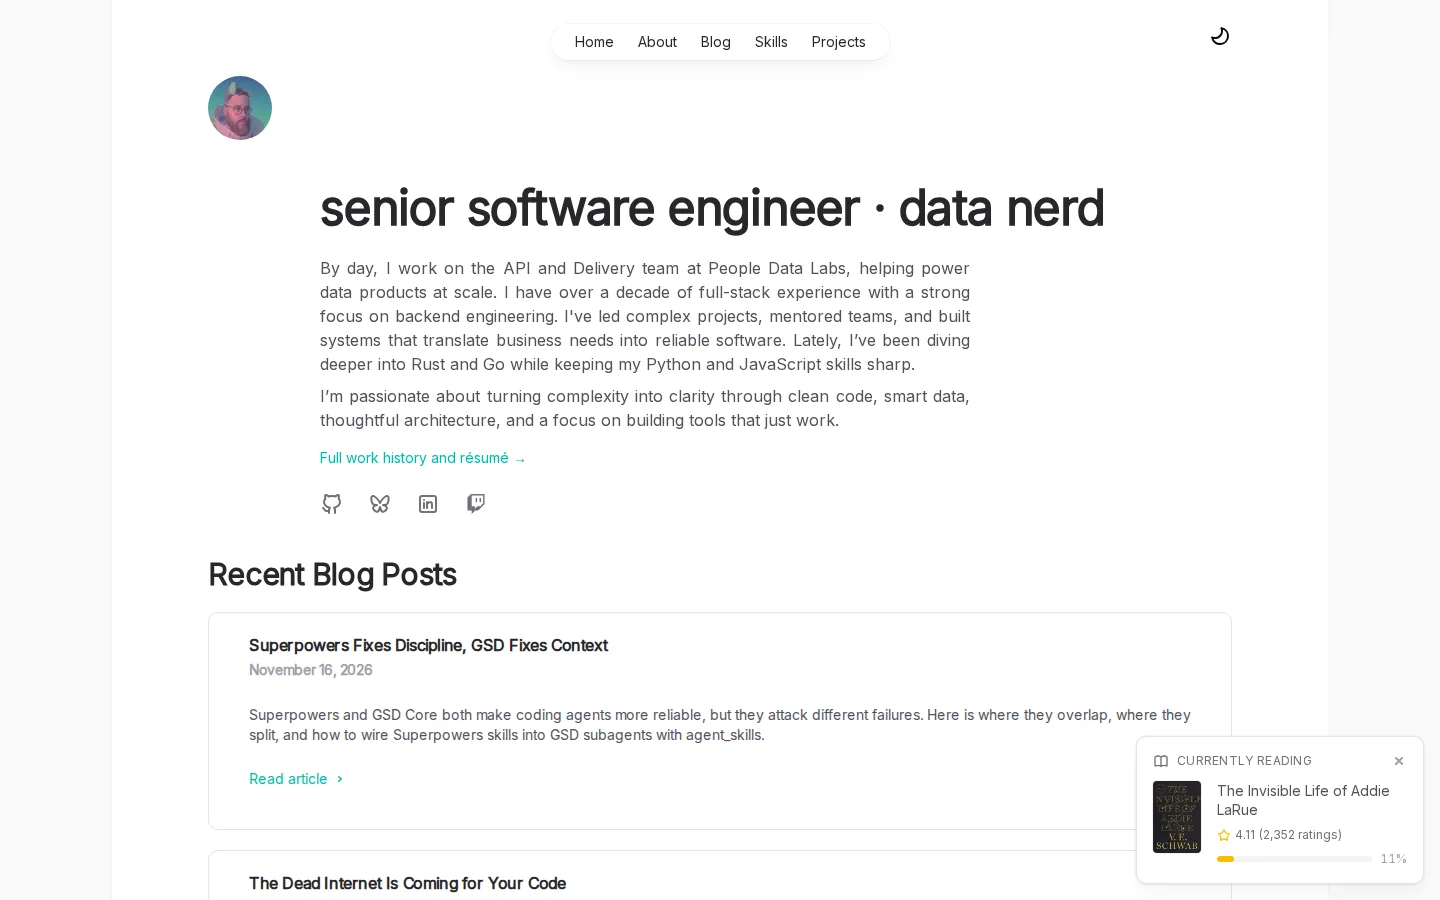 Home About Blog Skills Projects
senior software engineer · data nerd
By day, I work on the API and Delivery team at People Data Labs, helping power
data products at scale. I have over a decade of full-stack experience with a strong
focus on backend engineering. I've led complex projects, mentored teams, and built
systems that translate business needs into reliable software. Lately, I’ve been diving
deeper into Rust and Go while keeping my Python and JavaScript skills sharp.
I’m passionate about turning complexity into clarity through clean code, smart data,
thoughtful architecture, and a focus on building tools that just work.
Full work history and résumé →
Recent Blog Posts
Superpowers Fixes Discipline, GSD Fixes Context
November 16, 2026
Superpowers and GSD Core both make coding agents more reliable, but they attack different failures. Here is where they overlap, where they
split, and how to wire Superpowers skills into GSD subagents with agent_skills.
Read article ›
The Dead Internet Is Coming for Your Code
CURRENTLY READING
THE
INVISIBLE
LIFE OF
ADDIE
LARUE
V. E.
SCHWAB
The Invisible Life of Addie
LaRue
4.11 (2,352 ratings)
11%